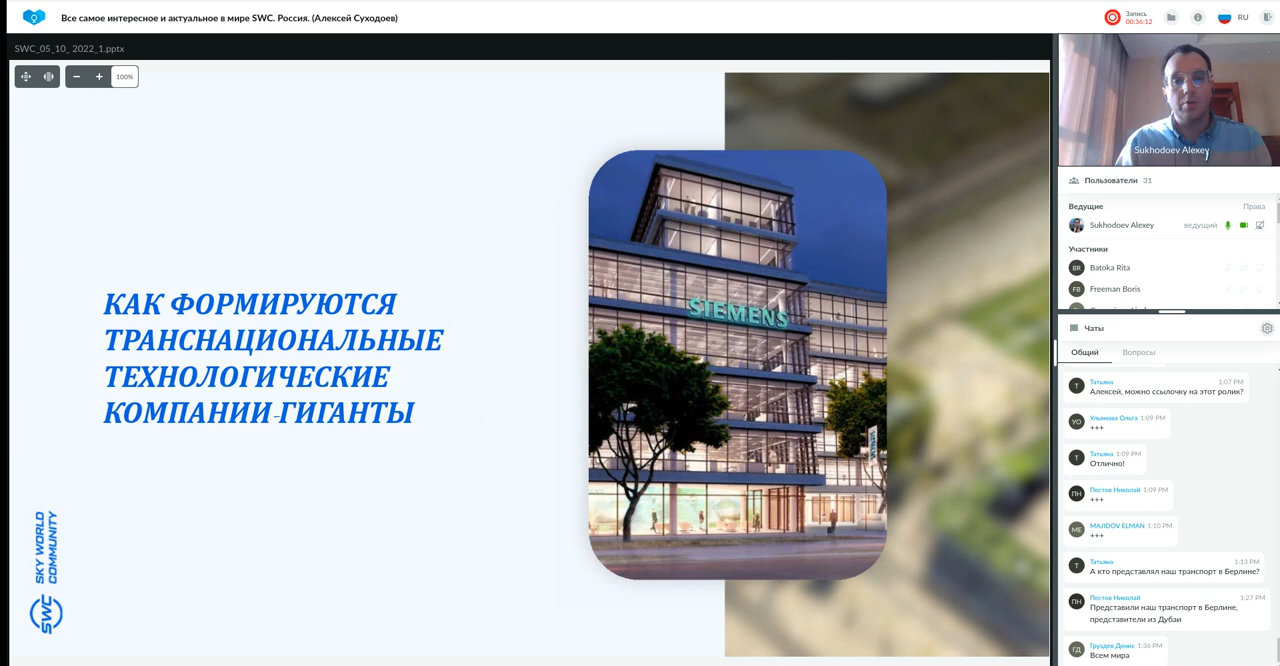 Все самое интересное и актуальное в мире SWC. Россия. (Алексей Суходоев)
Запись
00:36:12
RU
SWC_05_10_ 2022_1.pptx
100%
КАК ФОРМИРУЮТСЯ
ТРАНСНАЦИОНАЛЬНЫЕ
ТЕХНОЛОГИЧЕСКИЕ
КОМПАНИИ-ГИГАНТЫ
SIEMENS
SIEMENS
SWC
SKY WORLD
COMMUNITY
Sukhodoev Alexey
Пользователи 31
Ведущие Права
Sukhodoev Alexey ведущий
Участники
BR Batoka Rita
FB Freeman Boris
Чаты
Общий Вопросы
Т Татьяна 1:07 PM
Алексей, можно ссылочку на этот ролик?
УО Ульянова Ольга 1:09 PM
+++
Т Татьяна 1:09 PM
Отлично!
ПН Пестов Николай 1:09 PM
+++
ME MAJIDOV ELMAN 1:10 PM
+++
Т Татьяна 1:13 PM
А кто представлял наш транспорт в Берлине?
ПН Пестов Николай 1:27 PM
Представили наш транспорт в Берлине,
представители из Дубаи
ГД Груздев Денис 1:36 PM
Всем мира